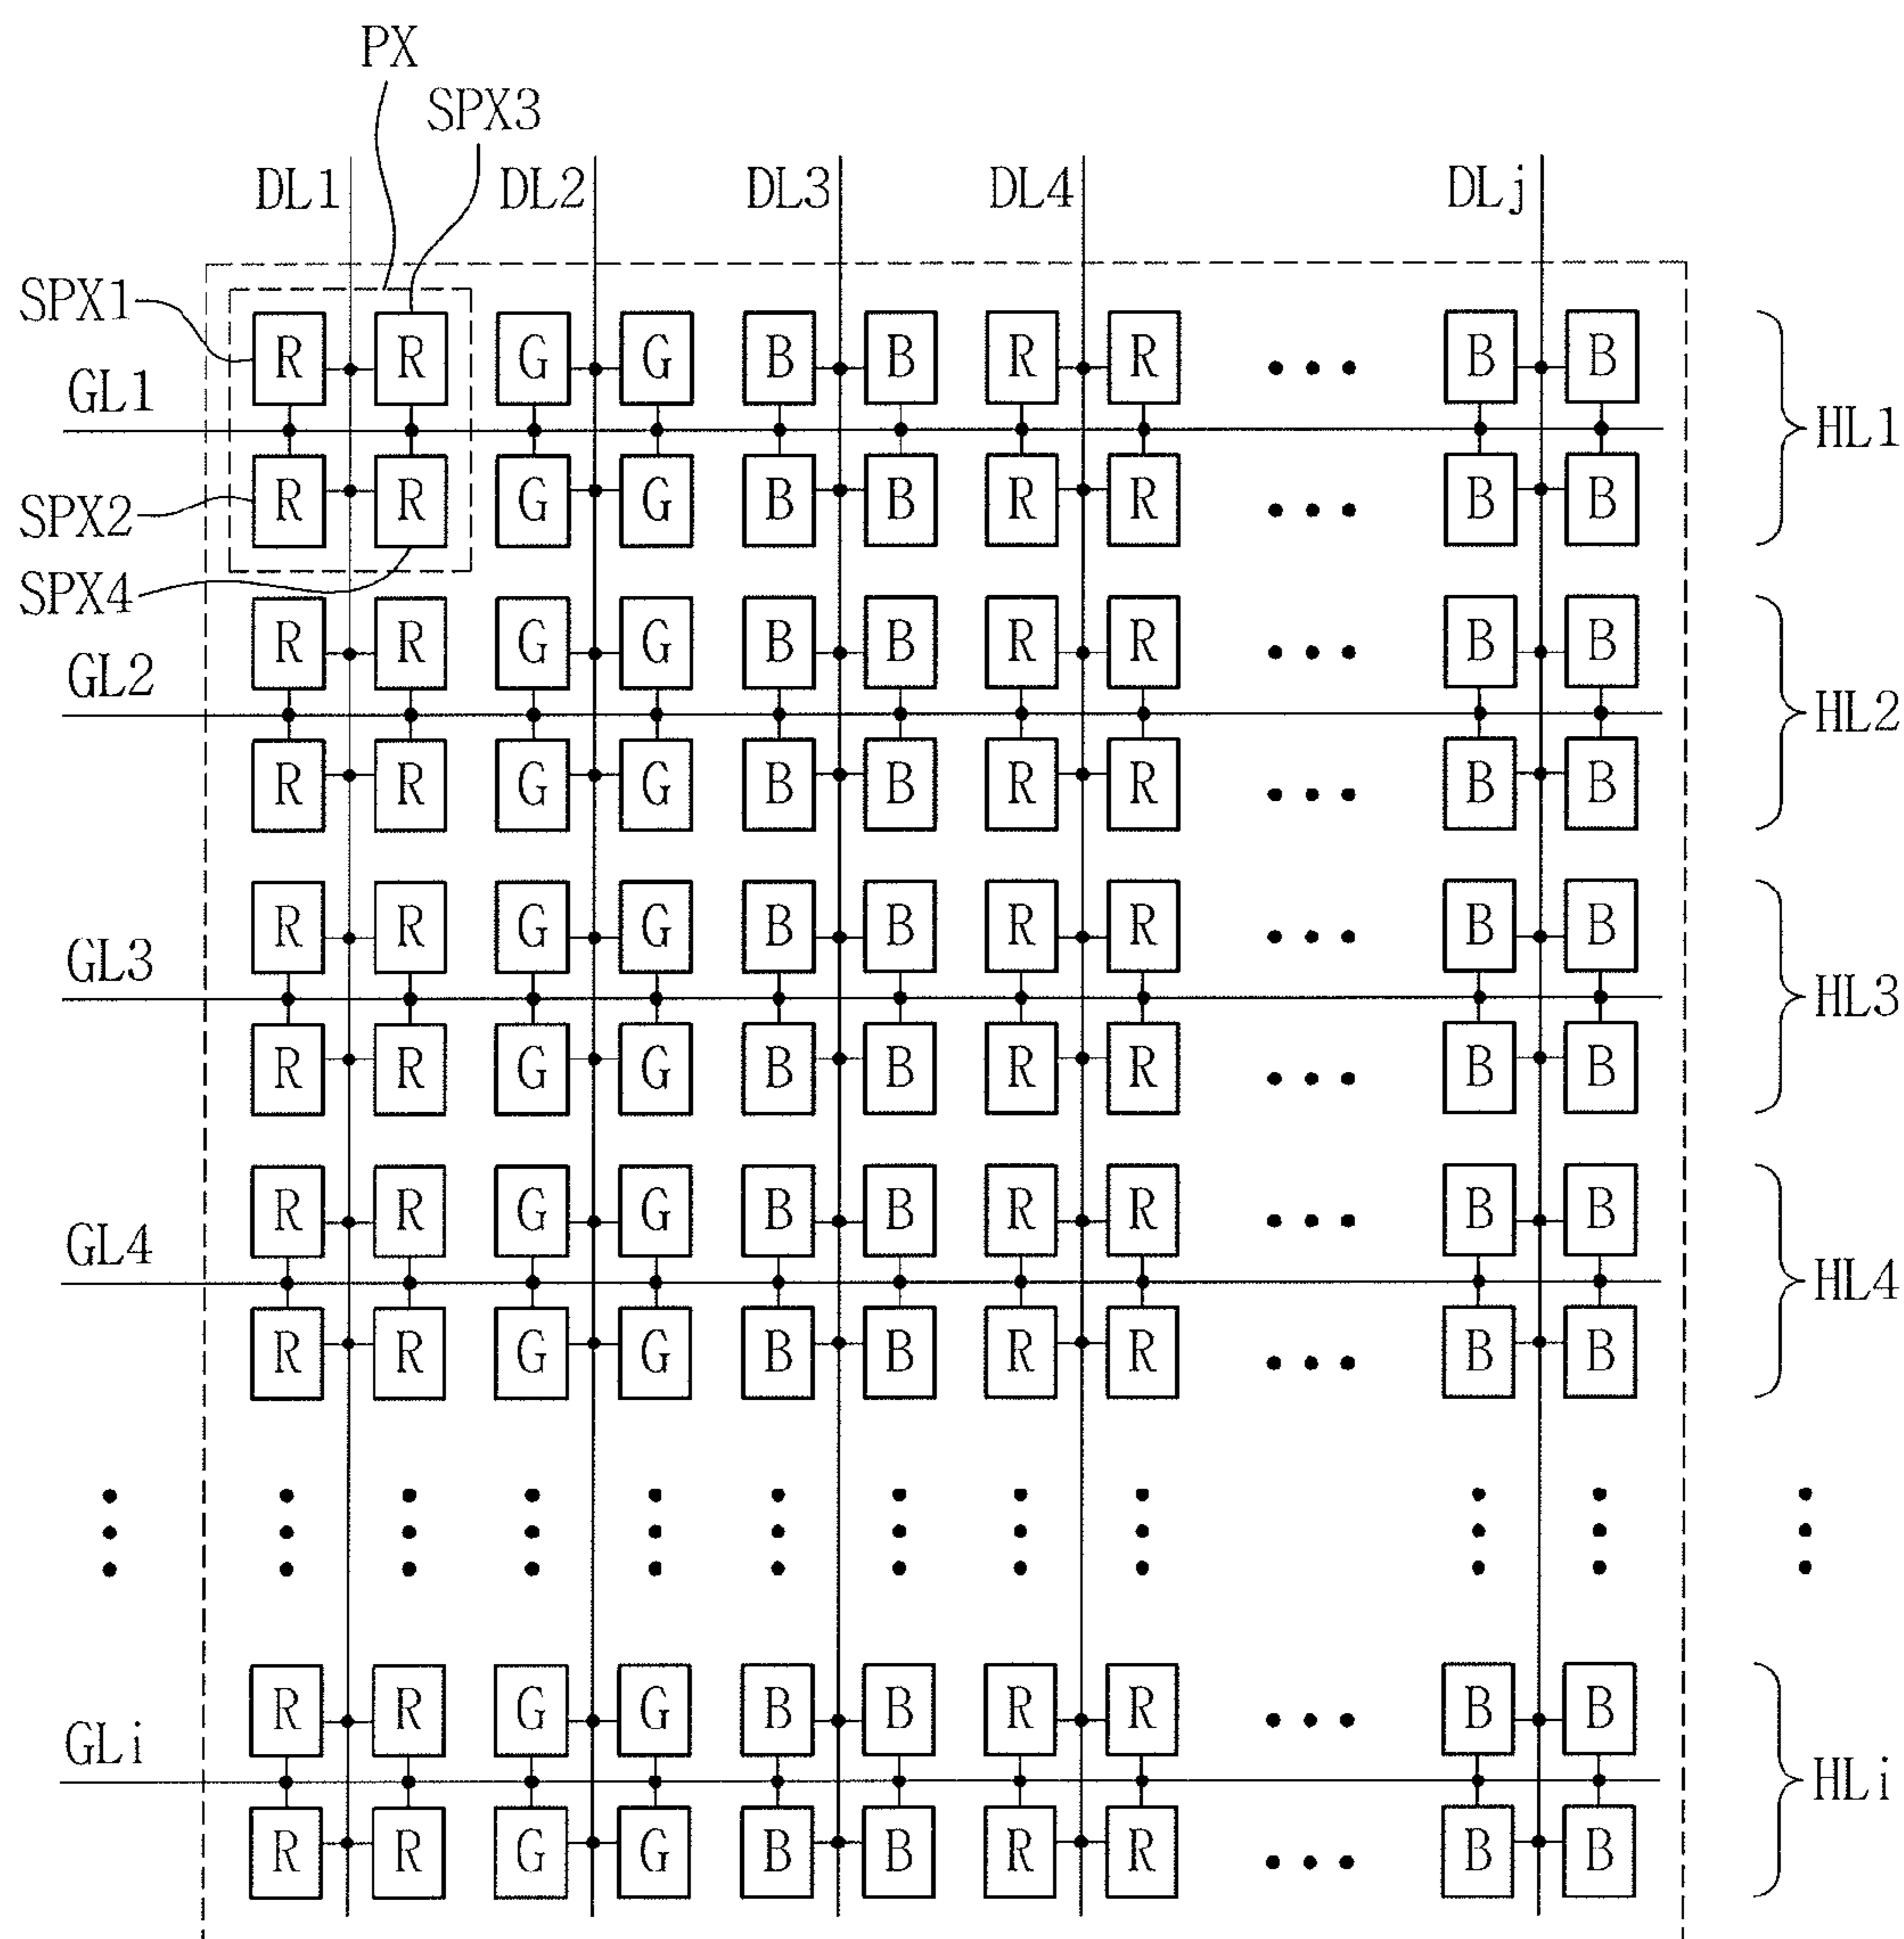 PX
SPX3
DL1 DL2 DL3 DL4 DLj
SPX1
R R G G B B R R ••• B B
GL1
HL1
R R G G B B R R ••• B B
SPX2
SPX4
R R G G B B R R ••• B B
GL2
HL2
R R G G B B R R ••• B B
R R G G B B R R ••• B B
GL3
HL3
R R G G B B R R ••• B B
R R G G B B R R ••• B B
GL4
HL4
R R G G B B R R ••• B B
R R G G B B R R ••• B B
GLi
HLi
R R G G B B R R ••• B B